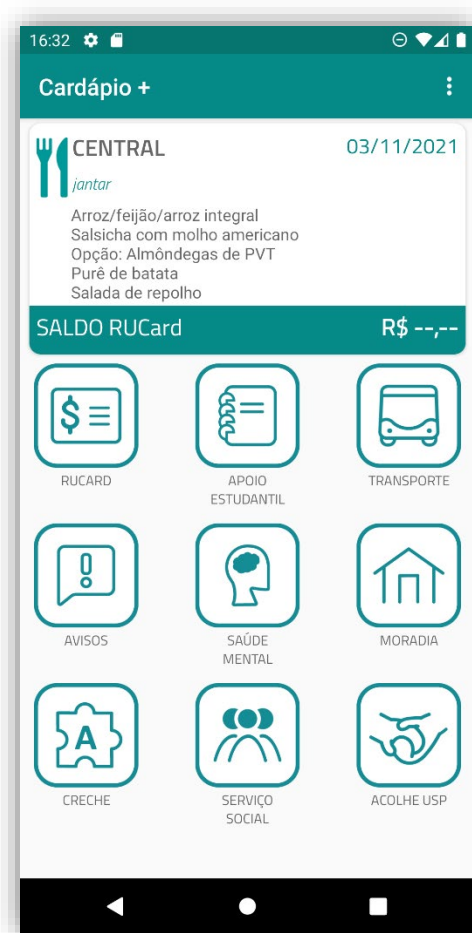 16:32
Cardápio +
CENTRAL
03/11/2021
jantar
Arroz/feijão/arroz integral
Salsicha com molho americano
Opção: Almôndegas de PVT
Purê de batata
Salada de repolho
SALDO RUCard
R$ --,--
$
RUCARD
APOIO
ESTUDANTIL
TRANSPORTE
!
AVISOS
SAÚDE
MENTAL
MORADIA
A
CRECHE
SERVIÇO
SOCIAL
ACOLHE USP